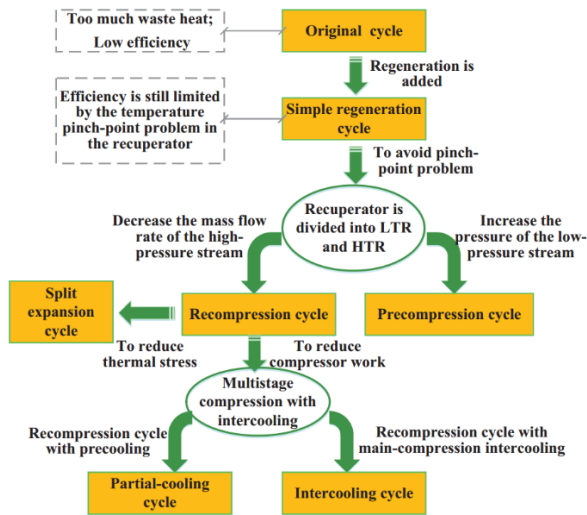 Too much waste heat;
Low efficiency
Original cycle
Regeneration is
added
Efficiency is still limited
by the temperature
pinch-point problem in
the recuperator
Simple regeneration
cycle
To avoid pinch-
point problem
Recuperator is
divided into LTR
and HTR
Decrease the mass flow
rate of the high-
pressure stream
Increase the
pressure of the low-
pressure stream
Split
expansion
cycle
Recompression cycle
Precompression cycle
To reduce
thermal stress
To reduce
compressor work
Multistage
compression with
intercooling
Recompression cycle
with precooling
Recompression cycle with
main-compression intercooling
Partial-cooling
cycle
Intercooling cycle